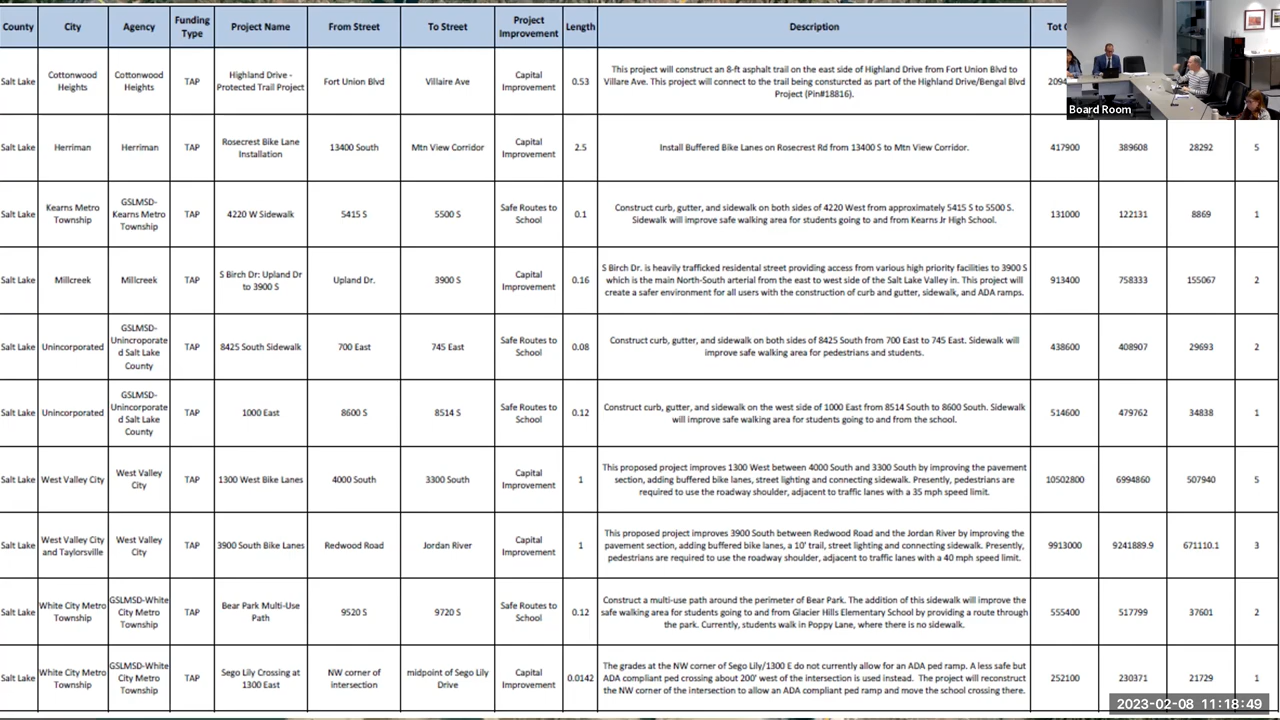 County City Agency Funding Type Project Name From Street To Street Project Improvement Length Description Tot
Salt Lake Cottonwood Heights Cottonwood Heights TAP Highland Drive - Protected Trail Project Fort Union Blvd Villaire Ave Capital Improvement 0.53 This project will construct an 8-ft asphalt trail on the east side of Highland Drive from Fort Union Blvd to Villare Ave. This project will connect to the trail being consturcted as part of the Highland Drive/Bengal Blvd Project (Pin#18816).
Board Room
Salt Lake Herriman Herriman TAP Rosecrest Bike Lane Installation 13400 South Mtn View Corridor Capital Improvement 2.5 Install Buffered Bike Lanes on Rosecrest Rd from 13400 S to Mtn View Corridor. 417900 389608 28292 5
Salt Lake Kearns Metro Township GSLMSD-Kearns Metro Township TAP 4220 W Sidewalk 5415 S 5500 S Safe Routes to School 0.1 Construct curb, gutter, and sidewalk on both sides of 4220 West from approximately 5415 S to 5500 S. Sidewalk will improve safe walking area for students going to and from Kearns Jr High School. 131000 122131 8869 1
Salt Lake Millcreek Millcreek TAP S Birch Dr: Upland Dr to 3900 S Upland Dr. 3900 S Capital Improvement 0.16 S Birch Dr. is heavily trafficked residental street providing access from various high priority facilities to 3900 S which is the main North-South arterial from the east to west side of the Salt Lake Valley in. This project will create a safer environment for all users with the construction of curb and gutter, sidewalk, and ADA ramps. 913400 758333 155067 2
Salt Lake Unincorporated GSLMSD-Unincroporated Salt Lake County TAP 8425 South Sidewalk 700 East 745 East Safe Routes to School 0.08 Construct curb, gutter, and sidewalk on both sides of 8425 South from 700 East to 745 East. Sidewalk will improve safe walking area for pedestrians and students. 438600 408907 29693 2
Salt Lake Unincorporated GSLMSD-Unincorporated Salt Lake County TAP 1000 East 8600 S 8514 S Safe Routes to School 0.12 Construct curb, gutter, and sidewalk on the west side of 1000 East from 8514 South to 8600 South. Sidewalk will improve safe walking area for students going to and from the school. 514600 479762 34838 1
Salt Lake West Valley City West Valley City TAP 1300 West Bike Lanes 4000 South 3300 South Capital Improvement 1 This proposed project improves 1300 West between 4000 South and 3300 South by improving the pavement section, adding buffered bike lanes, street lighting and connecting sidewalk. Presently, pedestrians are required to use the roadway shoulder, adjacent to traffic lanes with a 35 mph speed limit. 10502800 6994860 507940 5
Salt Lake West Valley City and Taylorsville West Valley City TAP 3900 South Bike Lanes Redwood Road Jordan River Capital Improvement 1 This proposed project improves 3900 South between Redwood Road and the Jordan River by improving the pavement section, adding buffered bike lanes, a 10' trail, street lighting and connecting sidewalk. Presently, pedestrians are required to use the roadway shoulder, adjacent to traffic lanes with a 40 mph speed limit. 9913000 9241889.9 671110.1 3
Salt Lake White City Metro Township GSLMSD-White City Metro Township TAP Bear Park Multi-Use Path 9520 S 9720 S Safe Routes to School 0.12 Construct a multi-use path around the perimeter of Bear Park. The addition of this sidewalk will improve the safe walking area for students going to and from Glacier Hills Elementary School by providing a route through the park. Currently, students walk in Poppy Lane, where there is no sidewalk. 555400 517799 37601 2
Salt Lake White City Metro Township GSLMSD-White City Metro Township TAP Sego Lily Crossing at 1300 East NW corner of intersection midpoint of Sego Lily Drive Capital Improvement 0.0142 The grades at the NW corner of Sego Lily/1300 E do not currently allow for an ADA ped ramp. A less safe but ADA compliant ped crossing about 200' west of the intersection is used instead. The project will reconstruct the NW corner of the intersection to allow an ADA compliant ped ramp and move the school crossing there. 252100 230371 21729 1
2023-02-08 11:18:49